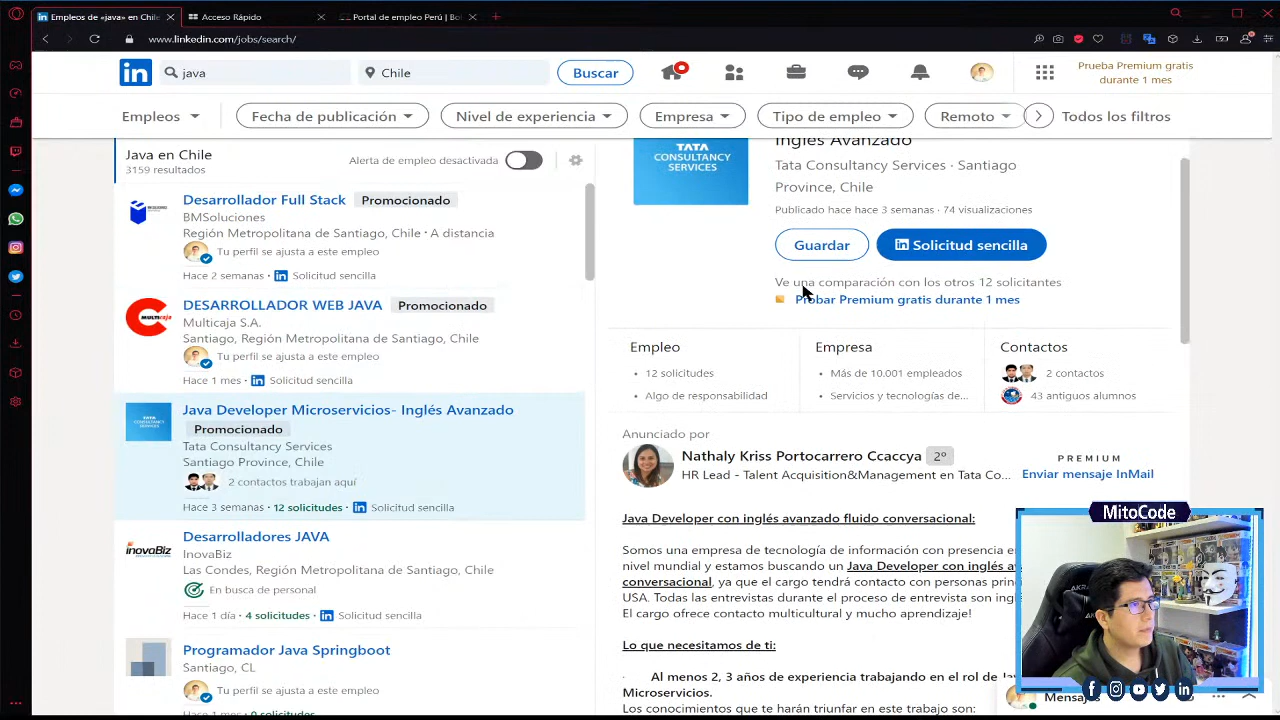 Empleos de «java» en Chile
Acceso Rápido
Portal de empleo Perú | Bo
www.linkedin.com/jobs/search/
in
java
Chile
Buscar
Prueba Premium gratis
durante 1 mes
Empleos
Fecha de publicación
Nivel de experiencia
Empresa
Tipo de empleo
Remoto
Todos los filtros
Java en Chile
3159 resultados
Alerta de empleo desactivada
Desarrollador Full Stack
Promocionado
BMSoluciones
Región Metropolitana de Santiago, Chile · A distancia
Tu perfil se ajusta a este empleo
Hace 2 semanas · in Solicitud sencilla
DESARROLLADOR WEB JAVA
Promocionado
MULTICAJA
Multicaja S.A.
Santiago, Región Metropolitana de Santiago, Chile
Tu perfil se ajusta a este empleo
Hace 1 mes · in Solicitud sencilla
Java Developer Microservicios- Inglés Avanzado
Promocionado
Tata Consultancy Services
Santiago Province, Chile
2 contactos trabajan aquí
Hace 3 semanas · 12 solicitudes · in Solicitud sencilla
Desarrolladores JAVA
inovaBiz
InovaBiz
Las Condes, Región Metropolitana de Santiago, Chile
En busca de personal
Hace 1 día · 4 solicitudes · in Solicitud sencilla
Programador Java Springboot
Santiago, CL
Tu perfil se ajusta a este empleo
TATA
CONSULTANCY
SERVICES
Inglés Avanzado
Tata Consultancy Services · Santiago
Province, Chile
Publicado hace hace 3 semanas · 74 visualizaciones
Guardar
in Solicitud sencilla
Ve una comparación con los otros 12 solicitantes
Probar Premium gratis durante 1 mes
Empleo
• 12 solicitudes
• Algo de responsabilidad
Empresa
• Más de 10.001 empleados
• Servicios y tecnologías de...
Contactos
2 contactos
43 antiguos alumnos
Anunciado por
Nathaly Kriss Portocarrero Ccaccya 2º
HR Lead - Talent Acquisition&Management en Tata Co...
PREMIUM
Enviar mensaje InMail
Java Developer con inglés avanzado fluido conversacional:
Somos una empresa de tecnología de información con presencia
nivel mundial y estamos buscando un Java Developer con inglés
conversacional, ya que el cargo tendrá contacto con personas
USA. Todas las entrevistas durante el proceso de entrevista son
El cargo ofrece contacto multicultural y mucho aprendizaje!
Lo que necesitamos de ti:
· Al menos 2, 3 años de experiencia trabajando en el rol de
Microservicios.
Los conocimientos que te harán triunfar en este tema son:
MitoCode
AKRACING